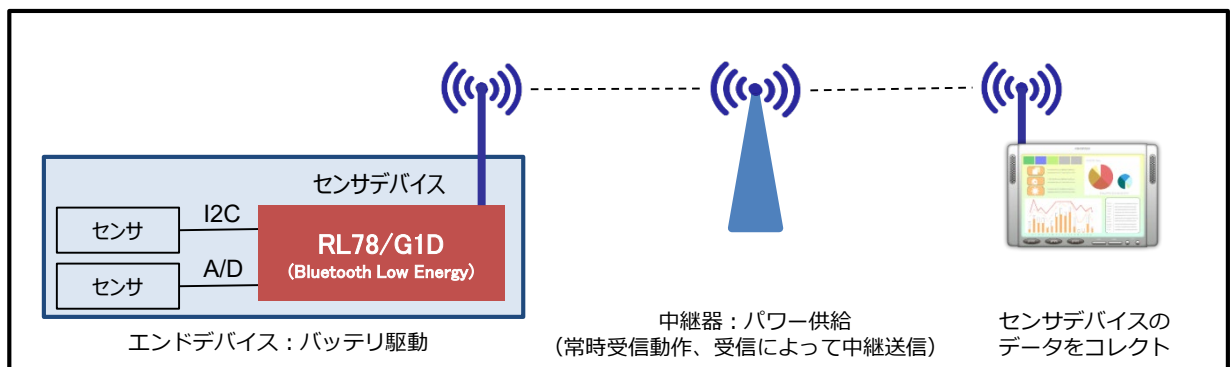 センサデバイス
センサ
I2C
RL78/G1D
(Bluetooth Low Energy)
センサ
A/D
エンドデバイス：バッテリ駆動
中継器：パワー供給
（常時受信動作、受信によって中継送信）
センサデバイスの
データをコレクト